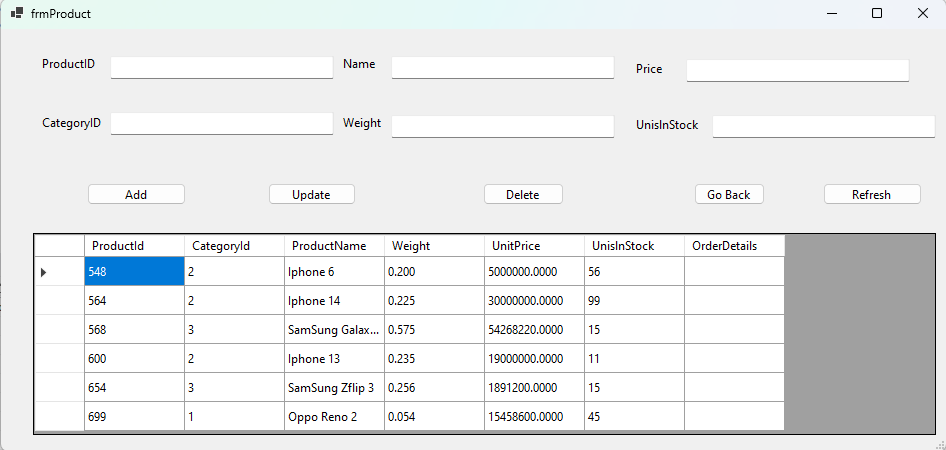 frmProduct
ProductID Name Price
CategoryID Weight UnisInStock
Add Update Delete Go Back Refresh
ProductId CategoryId ProductName Weight UnitPrice UnisInStock OrderDetails
548 2 Iphone 6 0.200 5000000.0000 56
564 2 Iphone 14 0.225 30000000.0000 99
568 3 SamSung Galax... 0.575 54268220.0000 15
600 2 Iphone 13 0.235 19000000.0000 11
654 3 SamSung Zflip 3 0.256 1891200.0000 15
699 1 Oppo Reno 2 0.054 15458600.0000 45